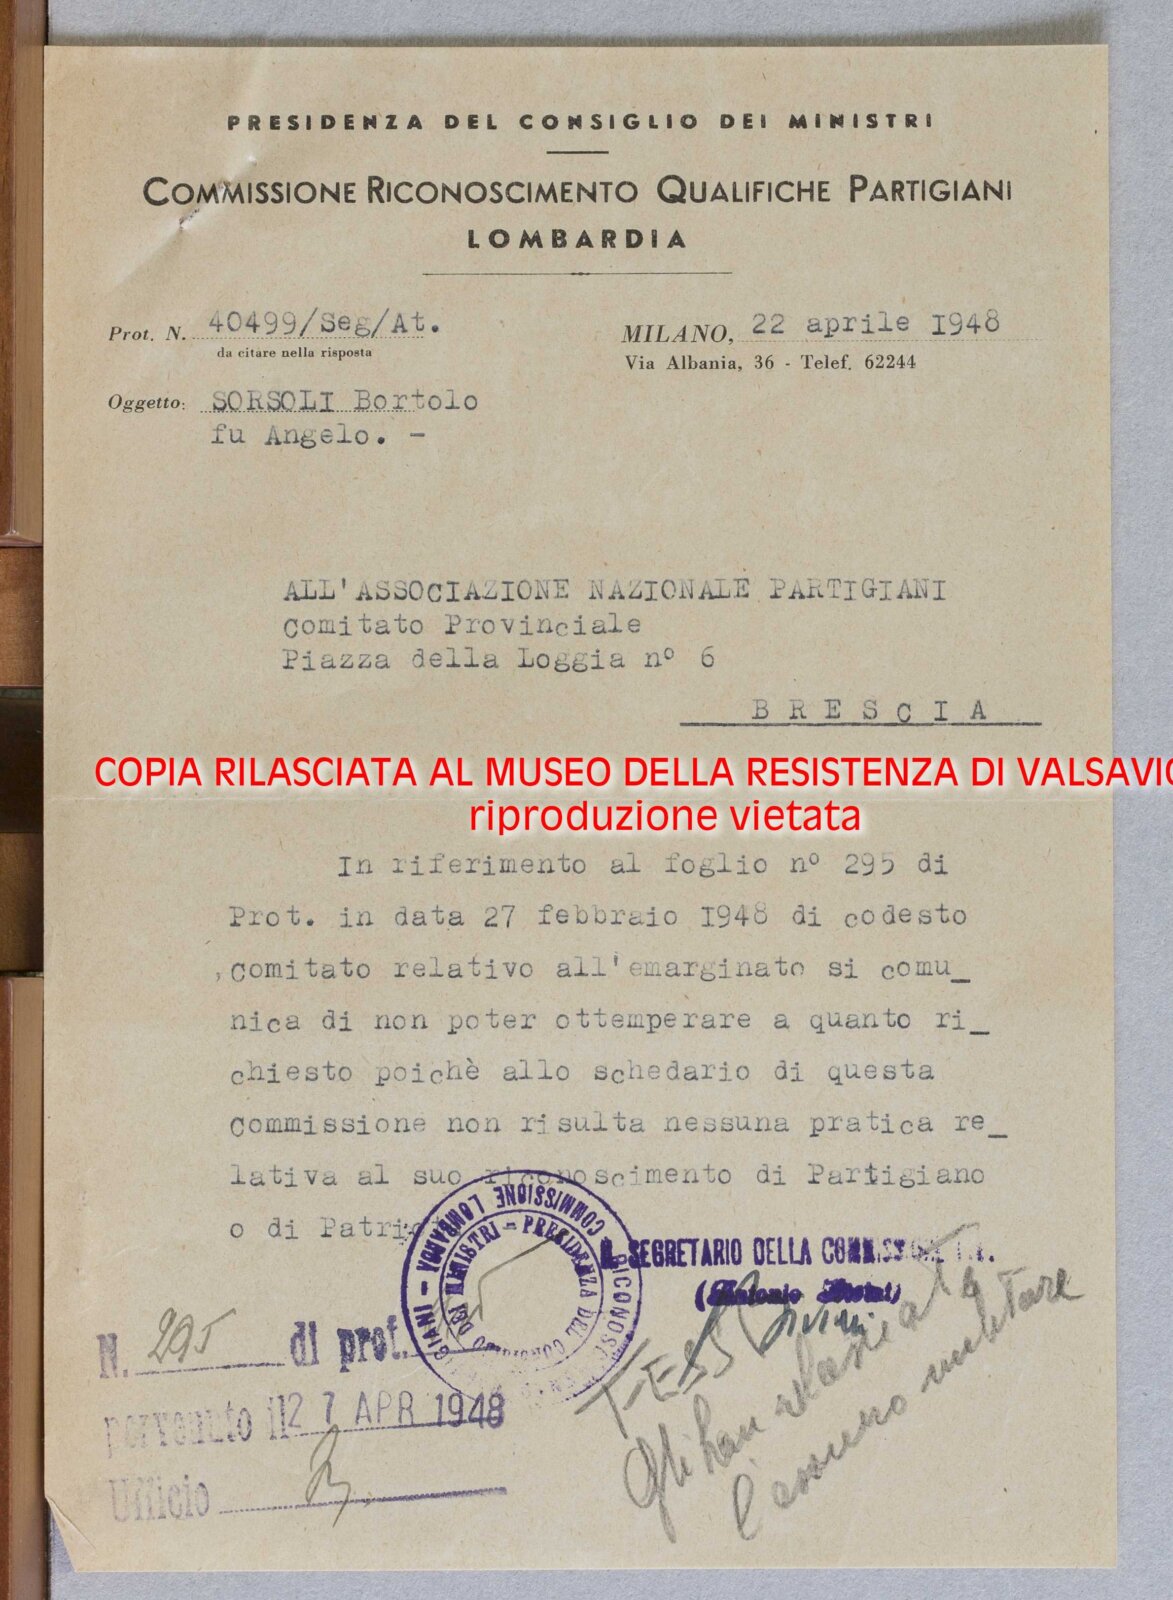 PRESIDENZA DEL CONSIGLIO DEI MINISTRI
COMMISSIONE RICONOSCIMENTO QUALIFICHE PARTIGIANI
LOMBARDIA
Prot. N. 40499/Seg/At.
da citare nella risposta
MILANO, 22 aprile 1948
Via Albania, 36 - Telef. 62244
Oggetto: SORSOLI Bortolo
fu Angelo. -
ALL'ASSOCIAZIONE NAZIONALE PARTIGIANI
Comitato Provinciale
Piazza della Loggia n° 6
BRESCIA
COPIA RILASCIATA AL MUSEO DELLA RESISTENZA DI VALSAVIO
riproduzione vietata
In riferimento al foglio n° 295 di
Prot. in data 27 febbraio 1948 di codesto
Comitato relativo all'emarginato si comu_
nica di non poter ottemperare a quanto ri_
chiesto poichè allo schedario di questa
Commissione non risulta nessuna pratica re_
lativa al suo riconoscimento di Partigiano
o di Patri
COMMISSIONE LOMBARDA
PRESIDENZA DEL
IL SEGRETARIO DELLA COMMISSIONE
N. 295 di prot.
pervenuto il 27 APR 1948
Ufficio